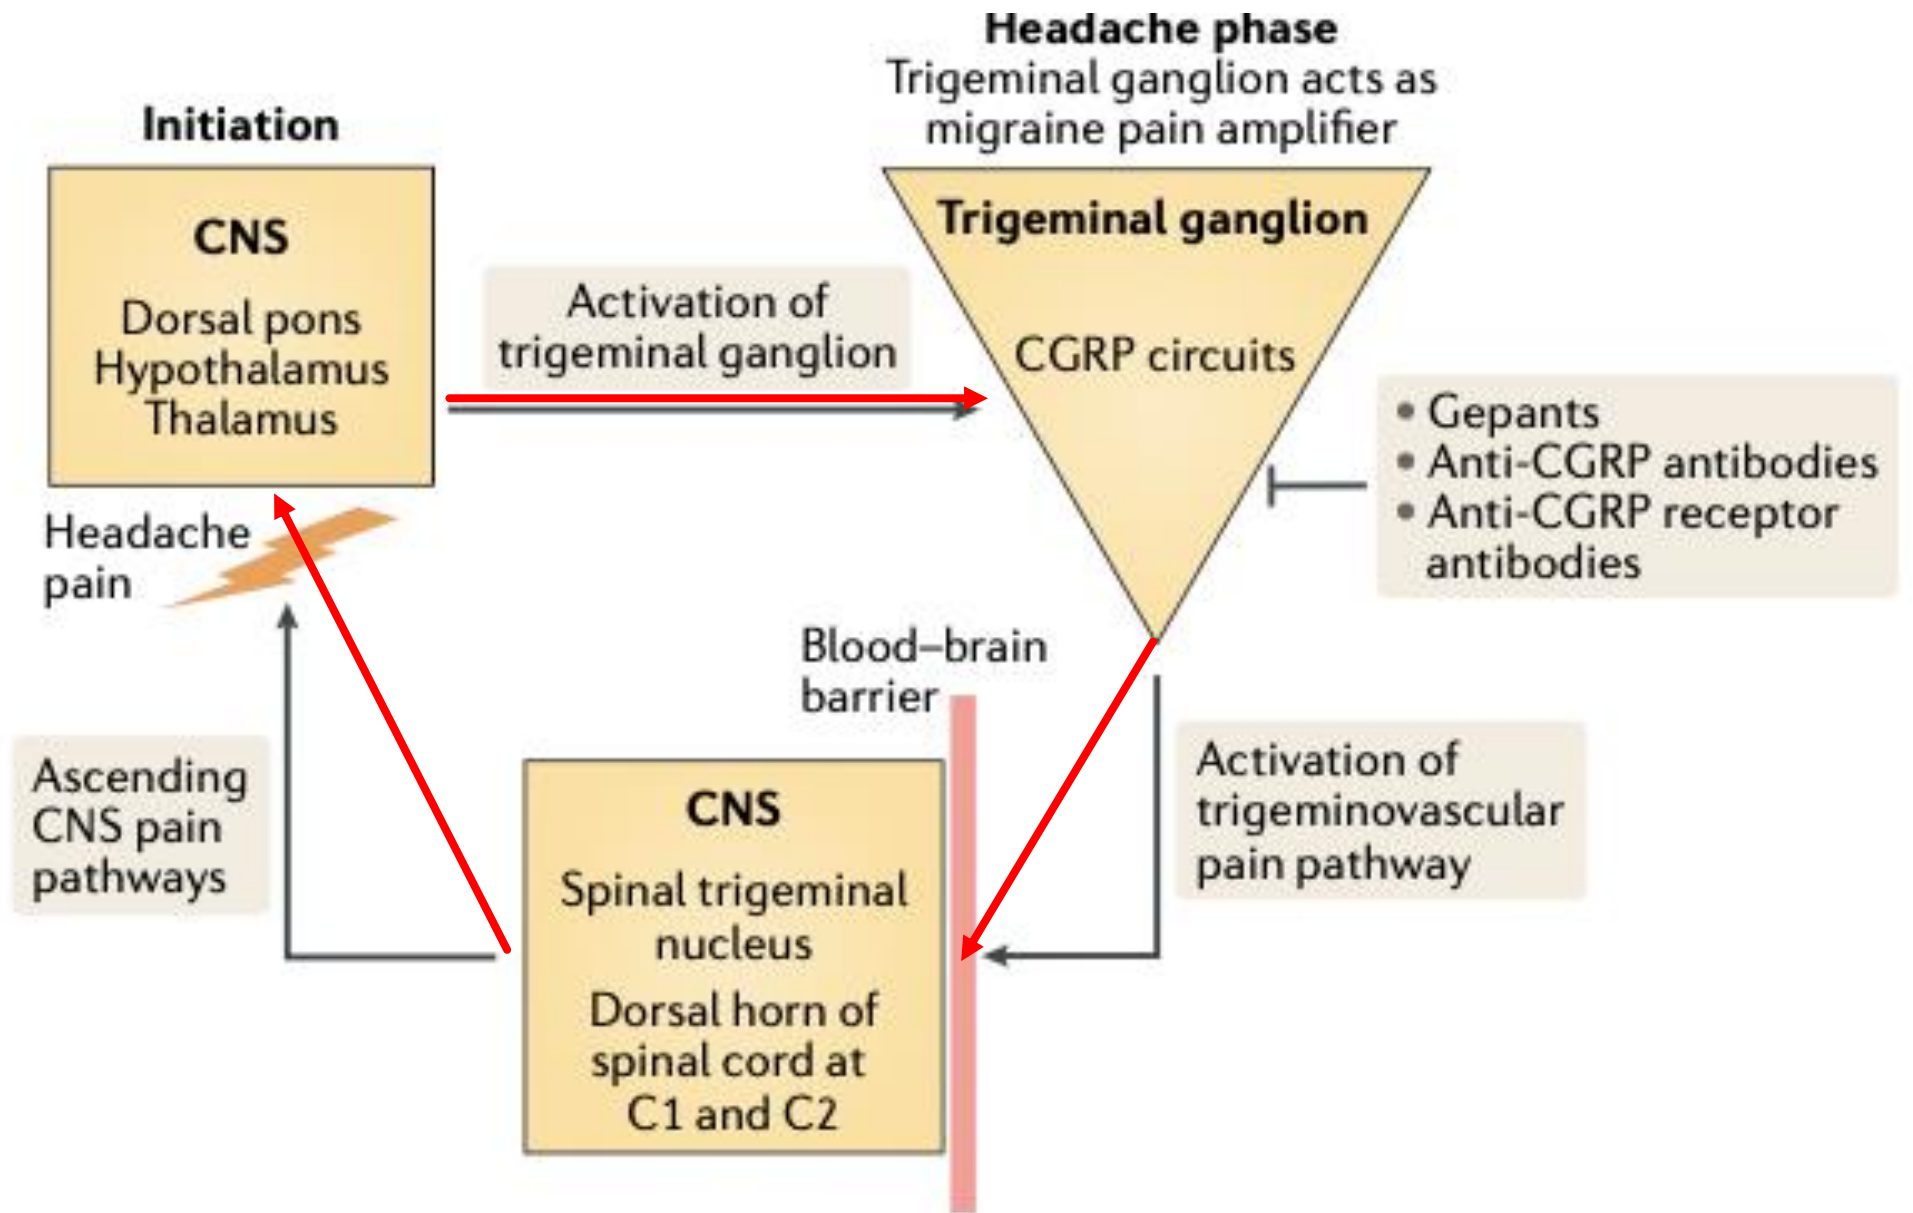 Headache phase
Trigeminal ganglion acts as
migraine pain amplifier
Initiation
CNS
Dorsal pons
Hypothalamus
Thalamus
Activation of
trigeminal ganglion
Trigeminal ganglion
CGRP circuits
• Gepants
• Anti-CGRP antibodies
• Anti-CGRP receptor
antibodies
Headache
pain
Blood–brain
barrier
Ascending
CNS pain
pathways
CNS
Spinal trigeminal
nucleus
Dorsal horn of
spinal cord at
C1 and C2
Activation of
trigeminovascular
pain pathway